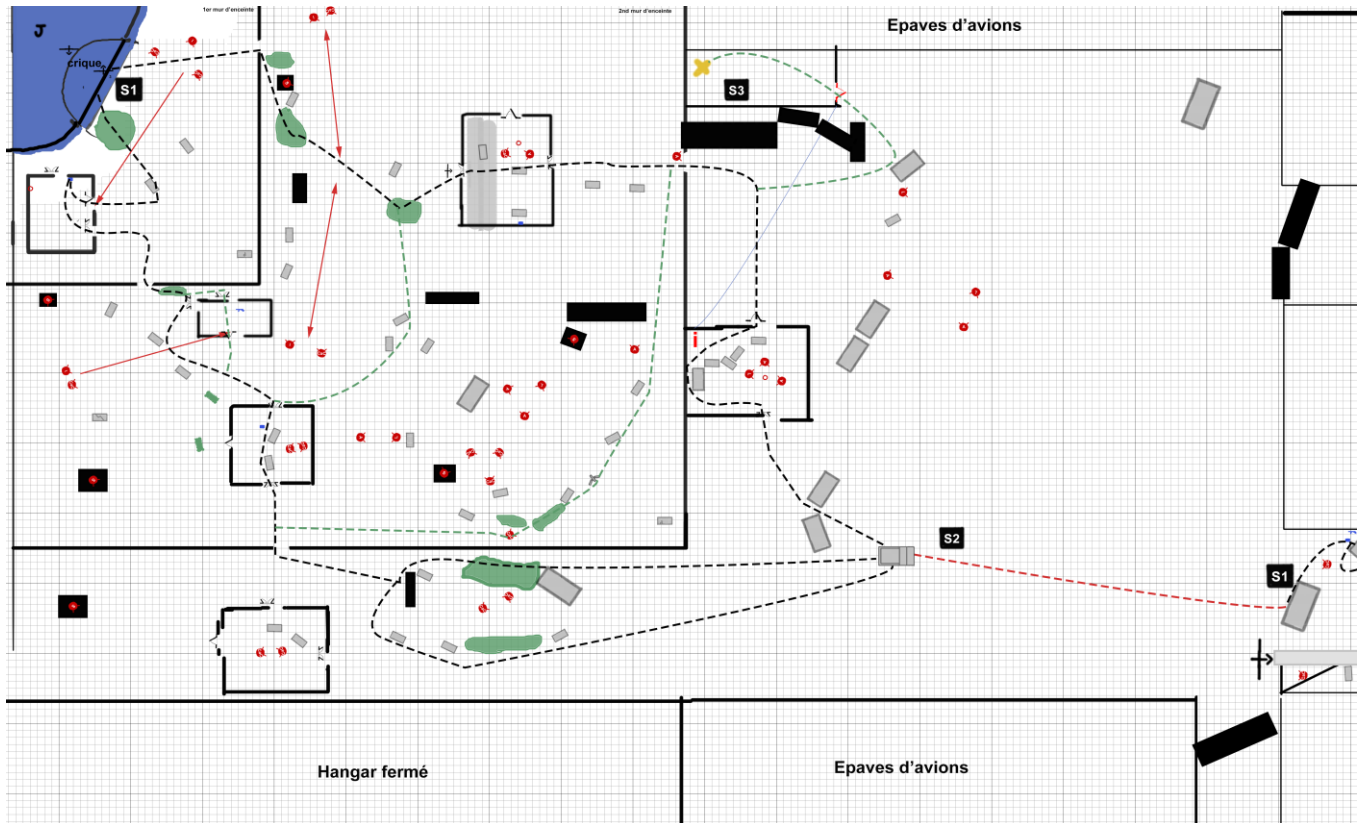 1er mur d'enceinte
2nd mur d'enceinte
Epaves d'avions
J
crique
S1
S3
i
S2
S1
Hangar fermé
Epaves d'avions